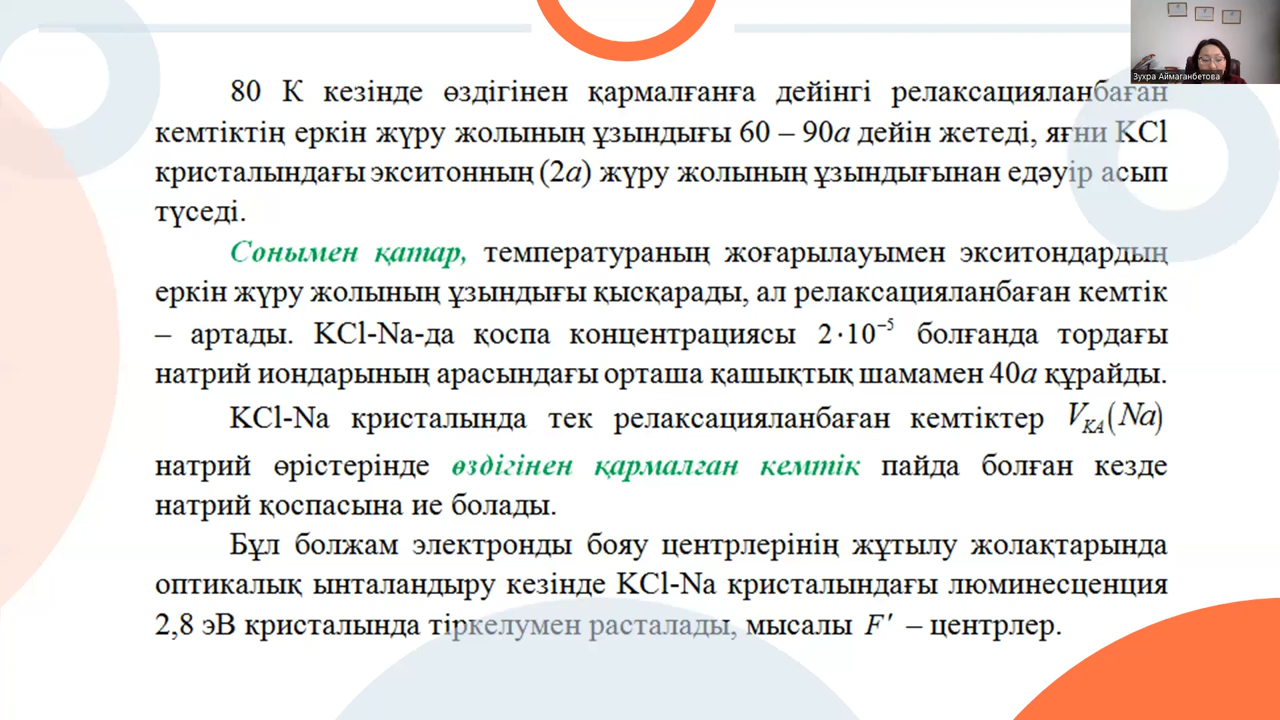 Зухра Аймаганбетова
80 К кезінде өздігінен қармалғанға дейінгі релаксацияланбаған
кемтіктің еркін жүру жолының ұзындығы 60 – 90a дейін жетеді, яғни KCl
кристалындағы экситонның (2a) жүру жолының ұзындығынан едәуір асып
түседі.
Сонымен қатар, температураның жоғарылауымен экситондардың
еркін жүру жолының ұзындығы қысқарады, ал релаксацияланбаған кемтік
– артады. KCl-Na-да қоспа концентрациясы 2·10⁻⁵ болғанда тордағы
натрий иондарының арасындағы орташа қашықтық шамамен 40a құрайды.
KCl-Na кристалында тек релаксацияланбаған кемтіктер V_KA(Na)
натрий өрістерінде өздігінен қармалған кемтік пайда болған кезде
натрий қоспасына ие болады.
Бұл болжам электронды бояу центрлерінің жұтылу жолақтарында
оптикалық ынталандыру кезінде KCl-Na кристалындағы люминесценция
2,8 эВ кристалында тіркелумен расталады, мысалы F′ – центрлер.